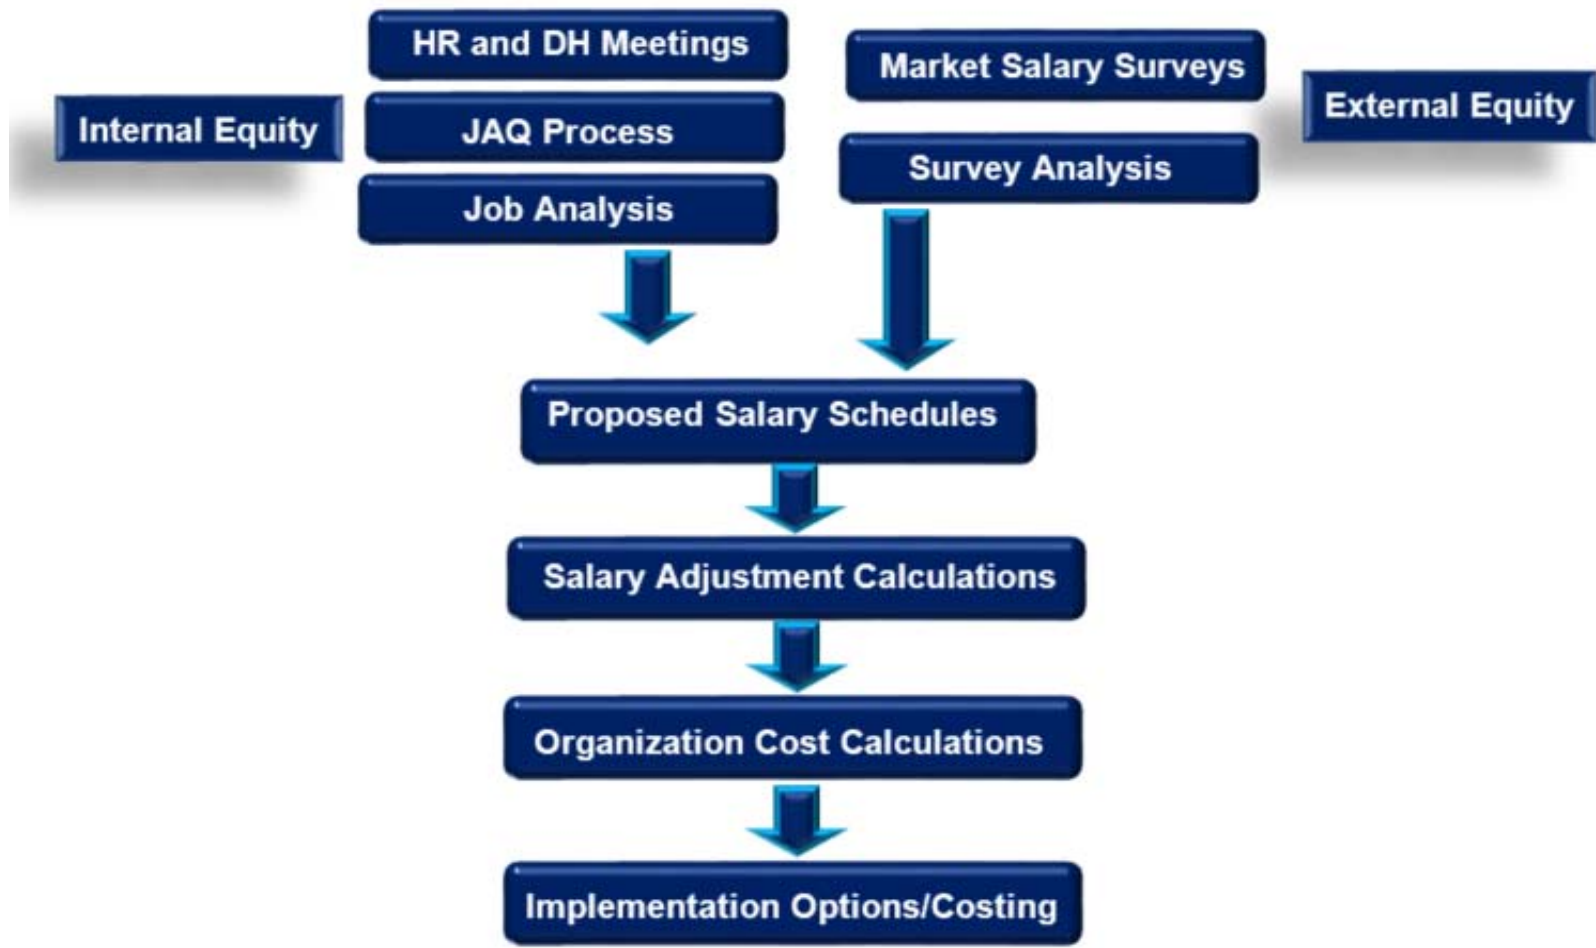 HR and DH Meetings
Internal Equity
JAQ Process
Job Analysis
Market Salary Surveys
External Equity
Survey Analysis
Proposed Salary Schedules
Salary Adjustment Calculations
Organization Cost Calculations
Implementation Options/Costing